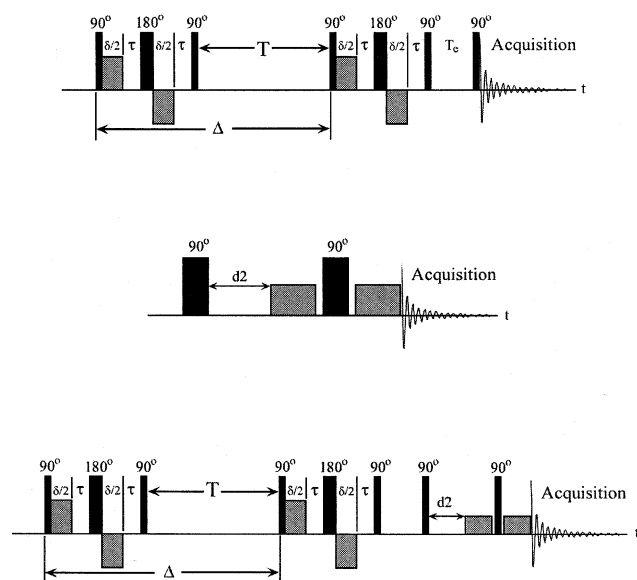 90° 180° 90° 90° 180° 90° 90°
δ/2 τ δ/2 τ T δ/2 τ δ/2 τ Te Acquisition
t
Δ
90° 90°
d2 Acquisition
t
90° 180° 90° 90° 180° 90° 90° 90°
δ/2 τ δ/2 τ T δ/2 τ δ/2 τ d2 Acquisition
t
Δ